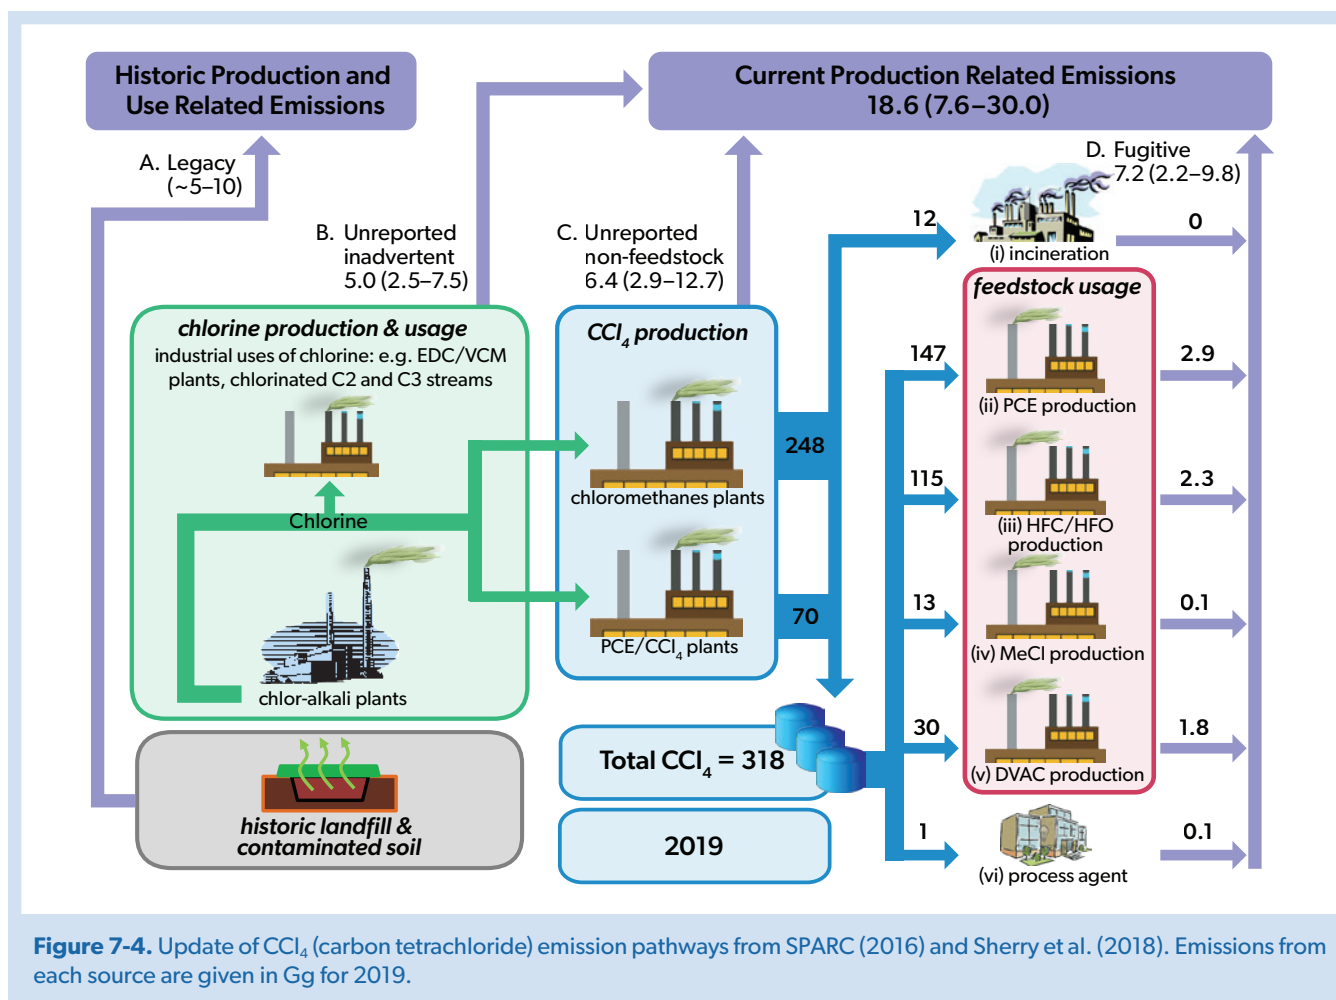 Historic Production and
Use Related Emissions
Current Production Related Emissions
18.6 (7.6–30.0)
A. Legacy
(~5–10)
B. Unreported
inadvertent
5.0 (2.5–7.5)
C. Unreported
non-feedstock
6.4 (2.9–12.7)
D. Fugitive
7.2 (2.2–9.8)
chlorine production & usage
industrial uses of chlorine: e.g. EDC/VCM
plants, chlorinated C2 and C3 streams
Chlorine
chlor-alkali plants
historic landfill &
contaminated soil
CCl₄ production
chloromethanes plants
PCE/CCl₄ plants
248
70
Total CCl₄ = 318
2019
12
(i) incineration
0
feedstock usage
147
(ii) PCE production
2.9
115
(iii) HFC/HFO
production
2.3
13
(iv) MeCl production
0.1
30
(v) DVAC production
1.8
1
(vi) process agent
0.1
Figure 7-4. Update of CCl₄ (carbon tetrachloride) emission pathways from SPARC (2016) and Sherry et al. (2018). Emissions from
each source are given in Gg for 2019.